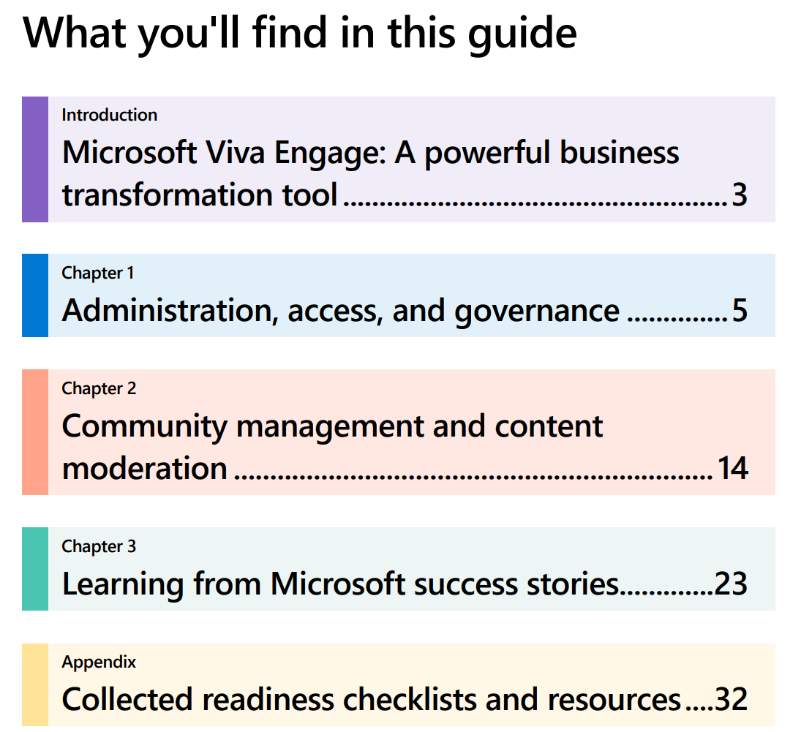 What you'll find in this guide
Introduction
Microsoft Viva Engage: A powerful business
transformation tool................................................3
Chapter 1
Administration, access, and governance ..............5
Chapter 2
Community management and content
moderation ............................................................14
Chapter 3
Learning from Microsoft success stories.............23
Appendix
Collected readiness checklists and resources....32